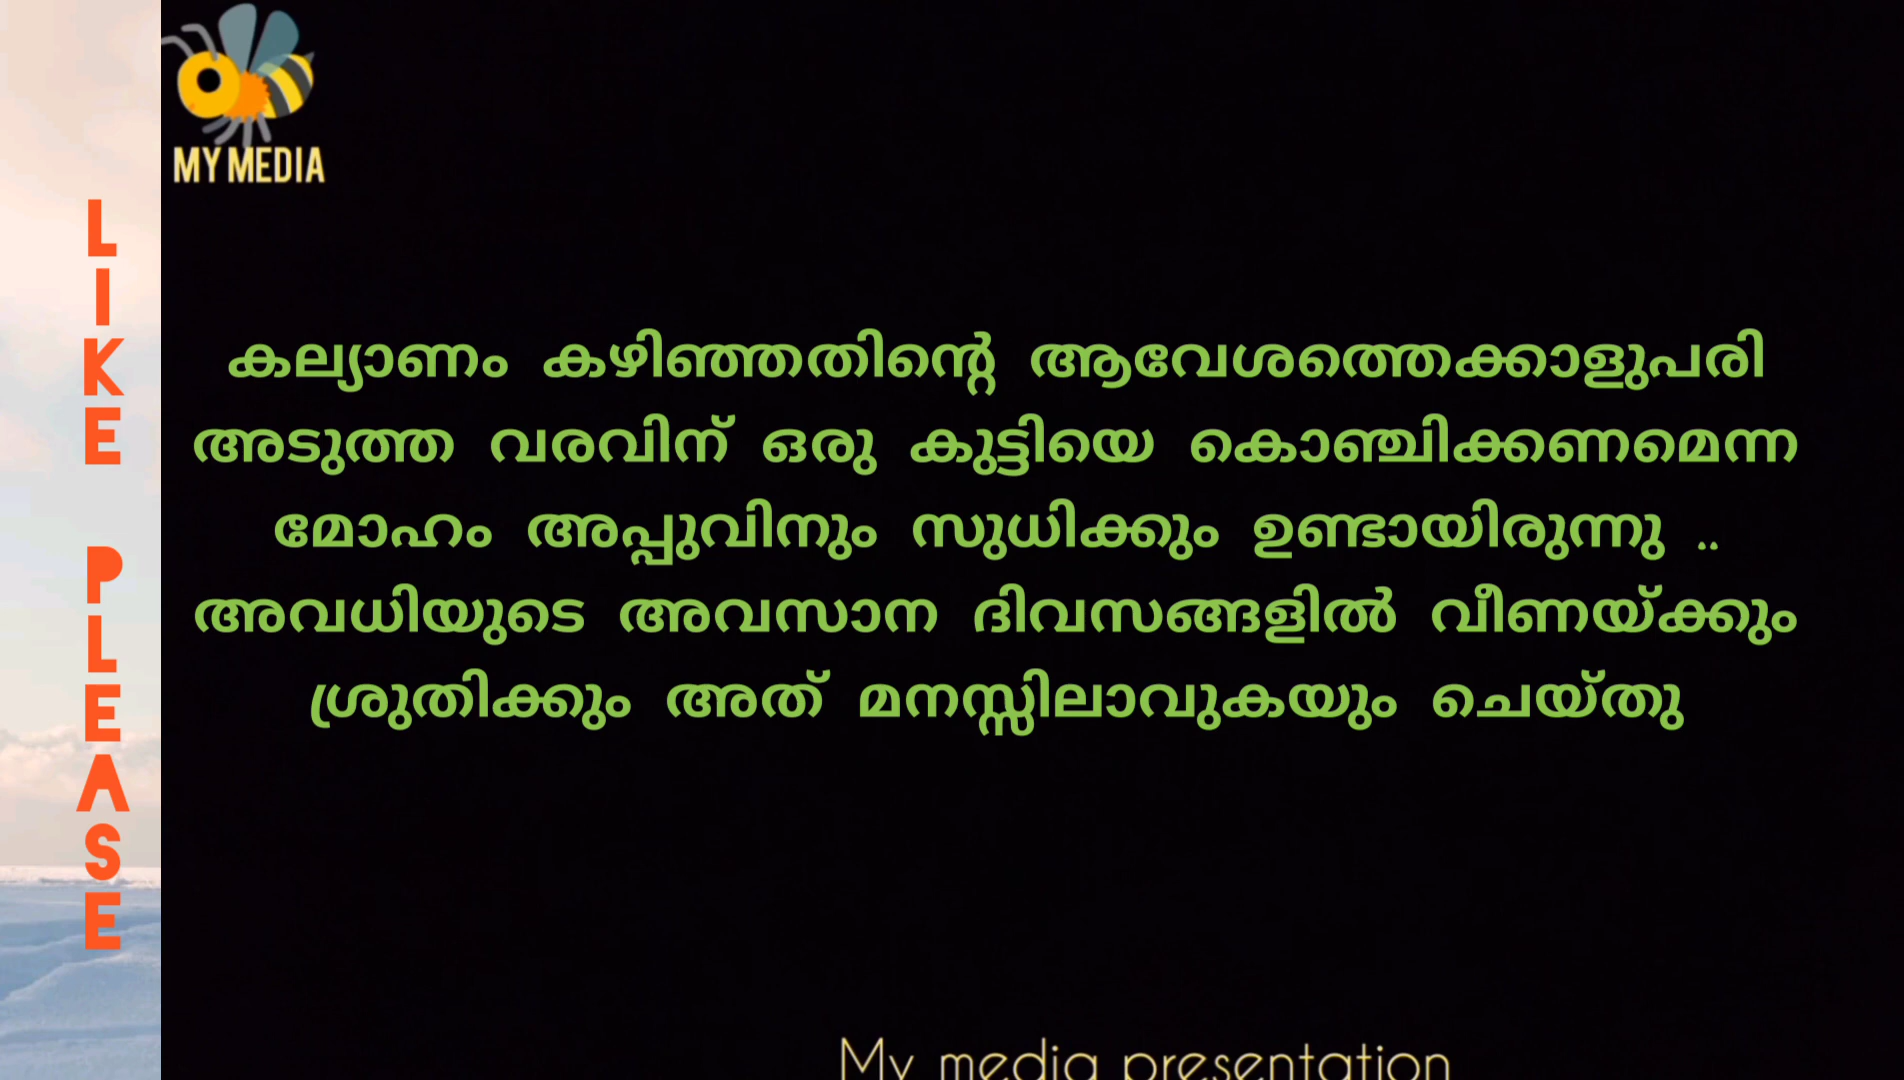 MY MEDIA
LIKE PLEASE
കല്യാണം കഴിഞ്ഞതിന്റെ ആവേശത്തെക്കാളുപരി
അടുത്ത വരവിന് ഒരു കുട്ടിയെ കൊഞ്ചിക്കണമെന്ന
മോഹം അപ്പുവിനും സുധിക്കും ഉണ്ടായിരുന്നു ..
അവധിയുടെ അവസാന ദിവസങ്ങളിൽ വീണയ്ക്കും
ശ്രുതിക്കും അത് മനസ്സിലാവുകയും ചെയ്തു
My media presentation